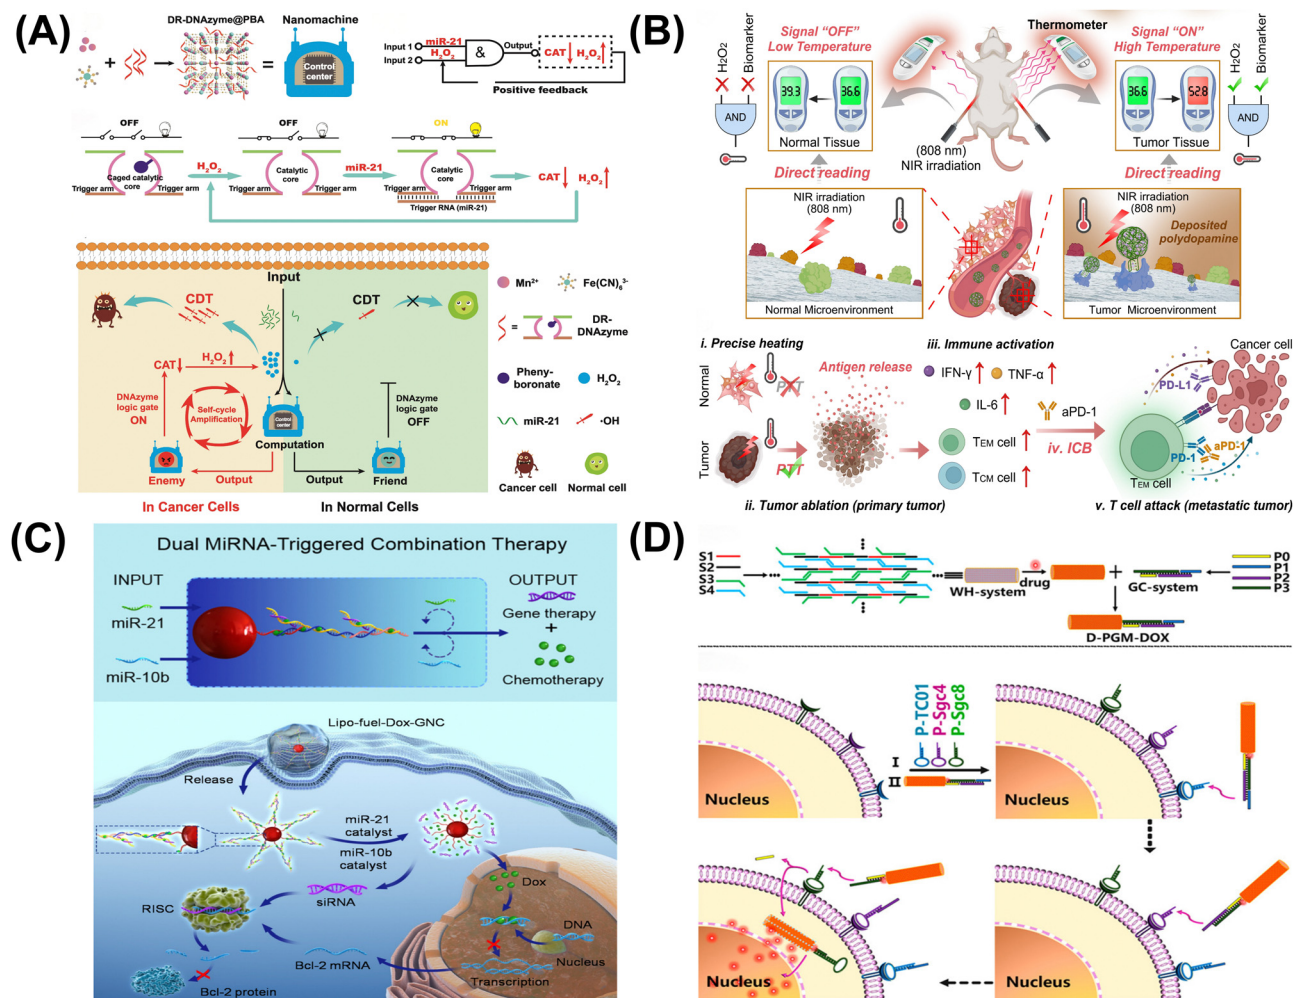 (A)
DR-DNAzyme@PBA
Nanomachine
Control
center
Input 1
miR-21
Input 2
H₂O₂
&
Output
CAT↓ H₂O₂↑
Positive feedback
OFF
OFF
ON
Caged catalytic
core
Trigger arm
Trigger arm
H₂O₂
Catalytic
core
Trigger arm
Trigger arm
miR-21
Catalytic
core
Trigger arm
Trigger arm
Trigger RNA (miR-21)
CAT↓ H₂O₂↑
Input
CDT
CDT
CAT↓
H₂O₂↑
DNAzyme
logic gate
ON
Self-cycle
Amplification
Control
center
Computation
DNAzyme
logic gate
OFF
Enemy
Output
Output
Friend
In Cancer Cells
In Normal Cells
Mn²⁺
Fe(CN)₆³⁻
=
DR-
DNAzyme
Pheny-
boronate
H₂O₂
miR-21
·OH
Cancer cell
Normal cell
(B)
H₂O₂
Biomarker
AND
Signal “OFF”
Low Temperature
39.3
36.6
Normal Tissue
Thermometer
(808 nm)
NIR irradiation
Signal “ON”
High Temperature
36.6
52.8
Tumor Tissue
H₂O₂
Biomarker
AND
Direct reading
Direct reading
NIR irradiation
(808 nm)
Normal Microenvironment
NIR irradiation
(808 nm)
Deposited
polydopamine
Tumor Microenvironment
i. Precise heating
iii. Immune activation
Normal
PTT
Tumor
PTT
Antigen release
IFN-γ↑ TNF-α↑
IL-6↑
TEM cell↑
TCM cell↑
aPD-1
iv. ICB
Cancer cell
PD-L1
PD-1
aPD-1
TEM cell
ii. Tumor ablation (primary tumor)
v. T cell attack (metastatic tumor)
(C)
Dual MiRNA-Triggered Combination Therapy
INPUT
miR-21
miR-10b
OUTPUT
Gene therapy
+
Chemotherapy
Lipo-fuel-Dox-GNC
Release
miR-21
catalyst
miR-10b
catalyst
Dox
siRNA
RISC
DNA
Nucleus
Bcl-2 mRNA
Transcription
Bcl-2 protein
(D)
S1
S2
S3
S4
WH-system
drug
+
GC-system
P0
P1
P2
P3
D-PGM-DOX
P-TC01
P-Sgc4
P-Sgc8
I
II
Nucleus
Nucleus
Nucleus
Nucleus